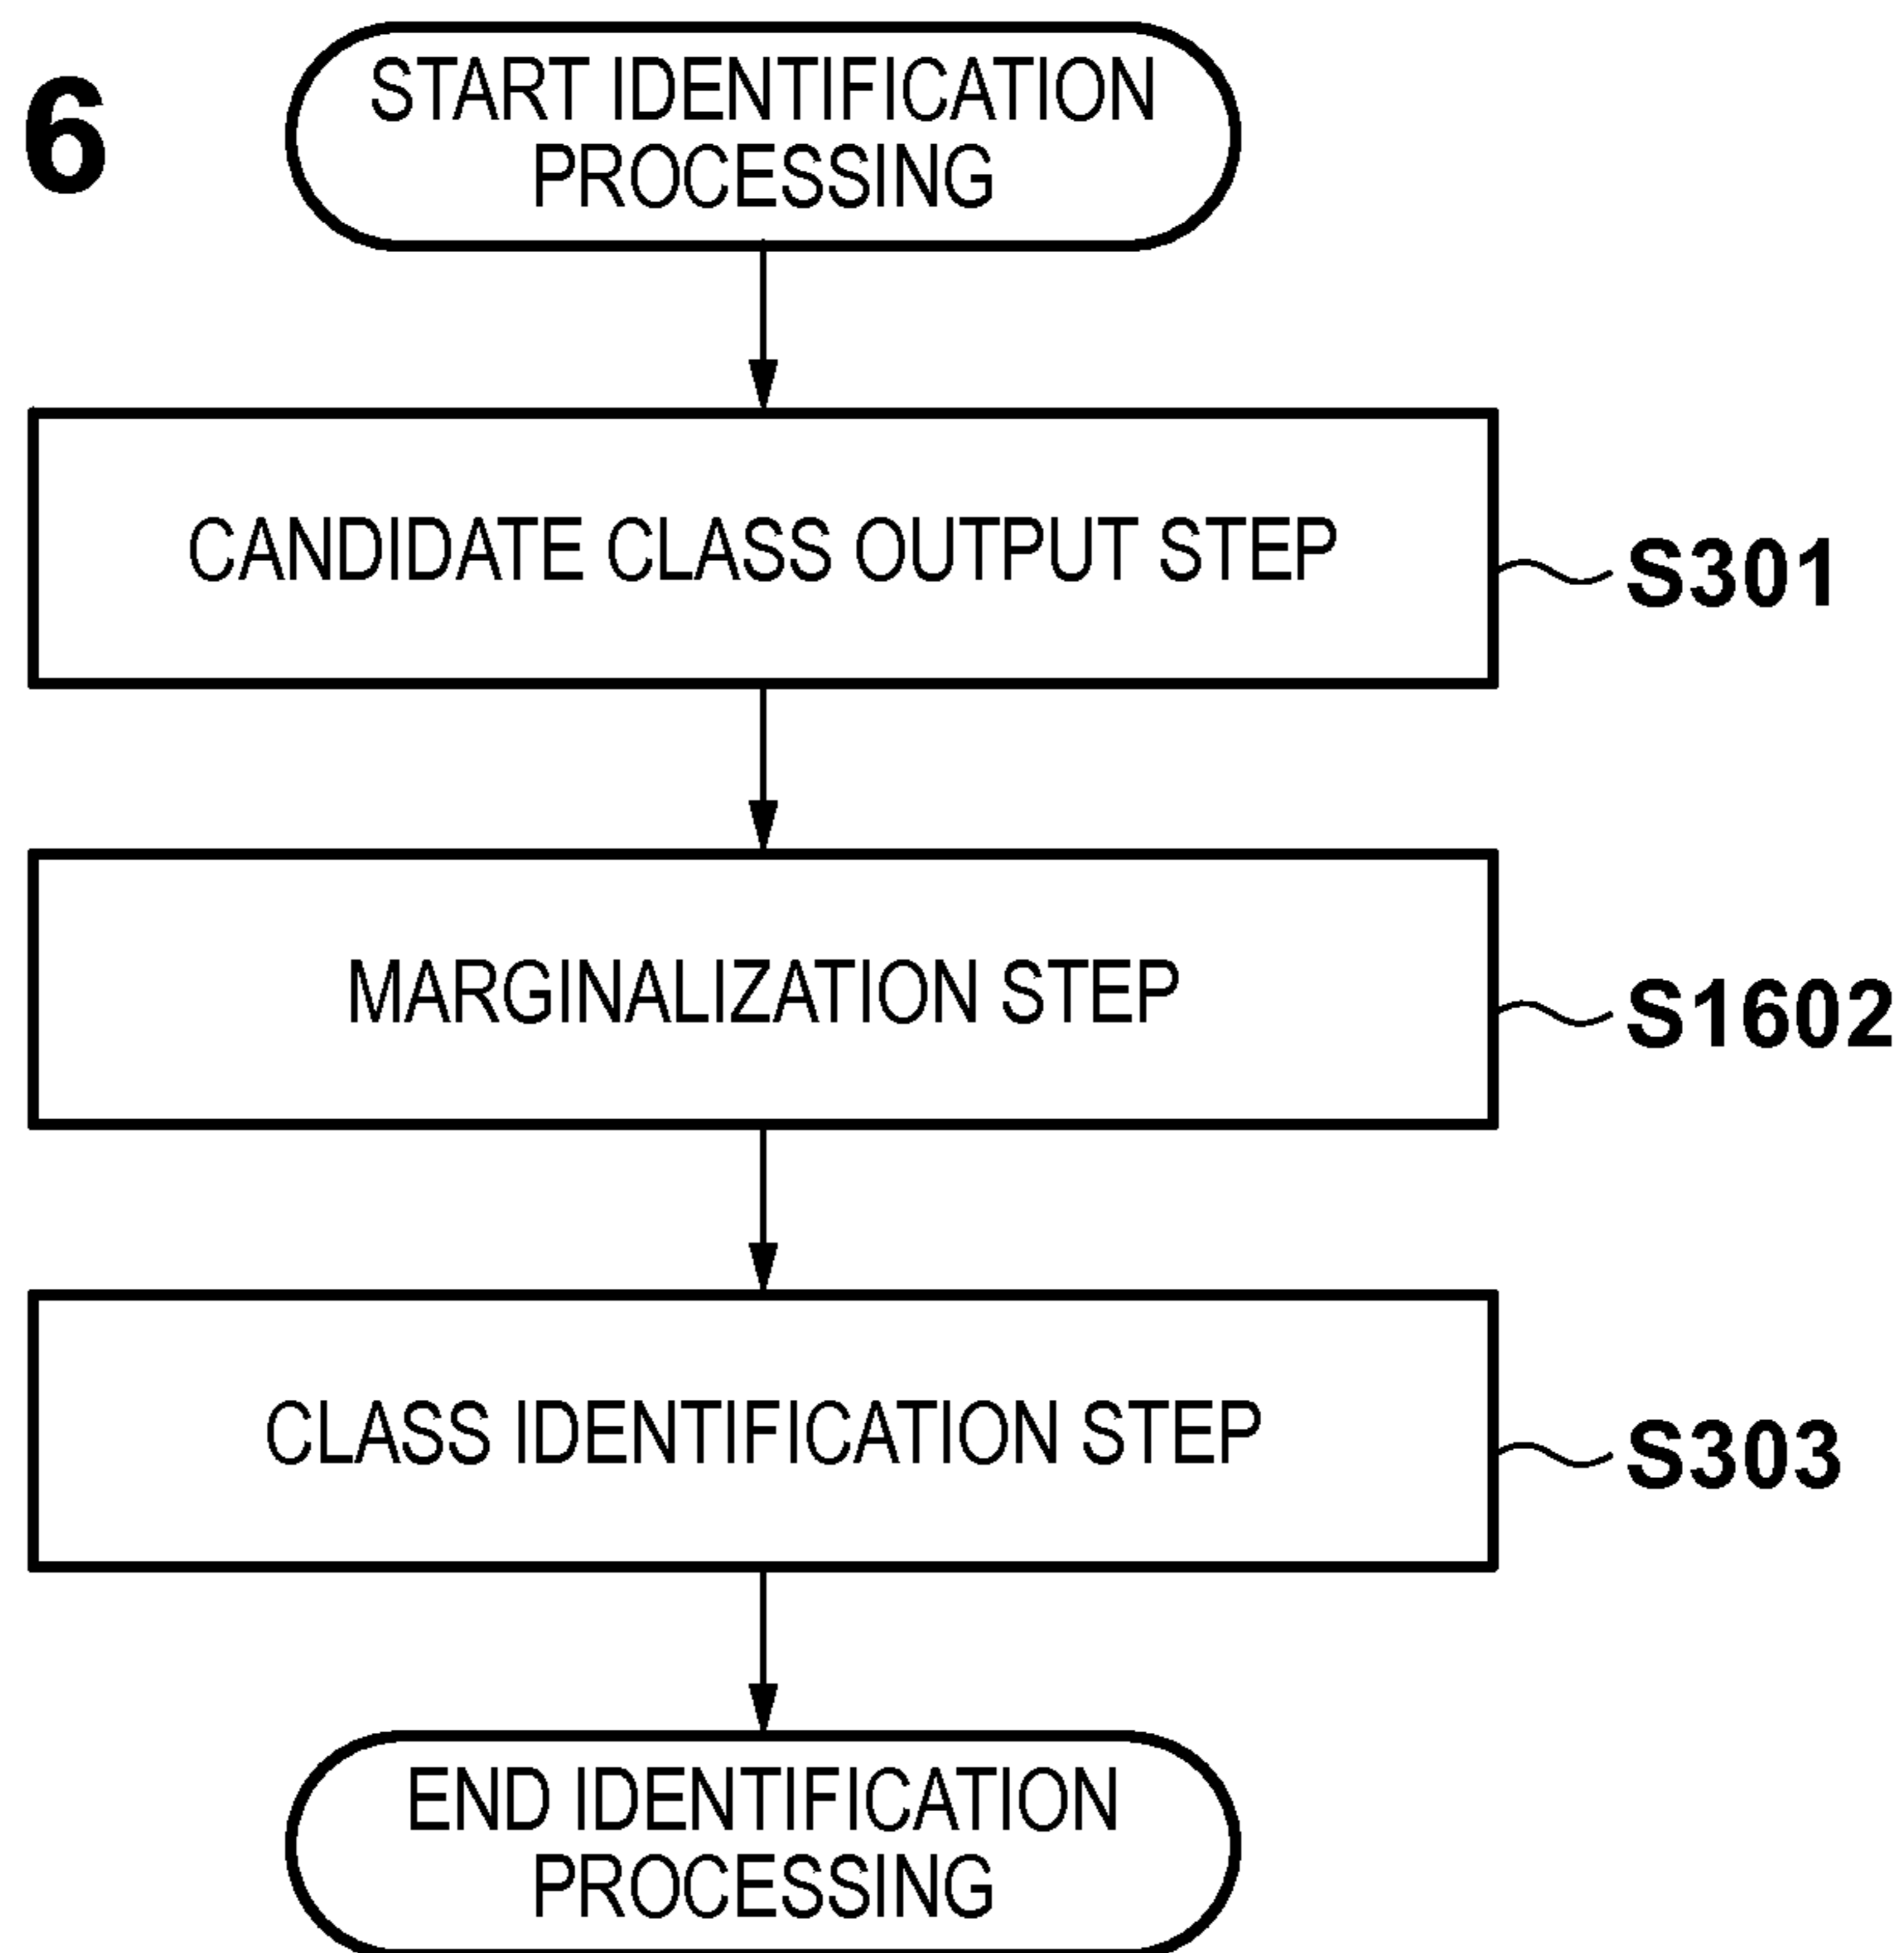 6
START IDENTIFICATION
PROCESSING
CANDIDATE CLASS OUTPUT STEP
S301
MARGINALIZATION STEP
S1602
CLASS IDENTIFICATION STEP
S303
END IDENTIFICATION
PROCESSING